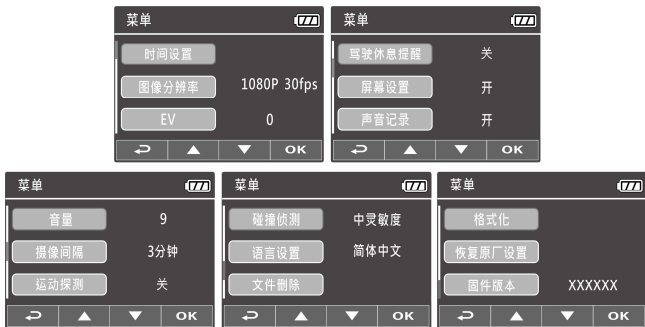 菜单
时间设置
图像分辨率 1080P 30fps
EV 0
OK
菜单
驾驶休息提醒 关
屏幕设置 开
声音记录 开
OK
菜单
音量 9
摄像间隔 3分钟
运动探测 关
OK
菜单
碰撞侦测 中灵敏度
语言设置 简体中文
文件删除
OK
菜单
格式化
恢复原厂设置
固件版本 XXXXXX
OK